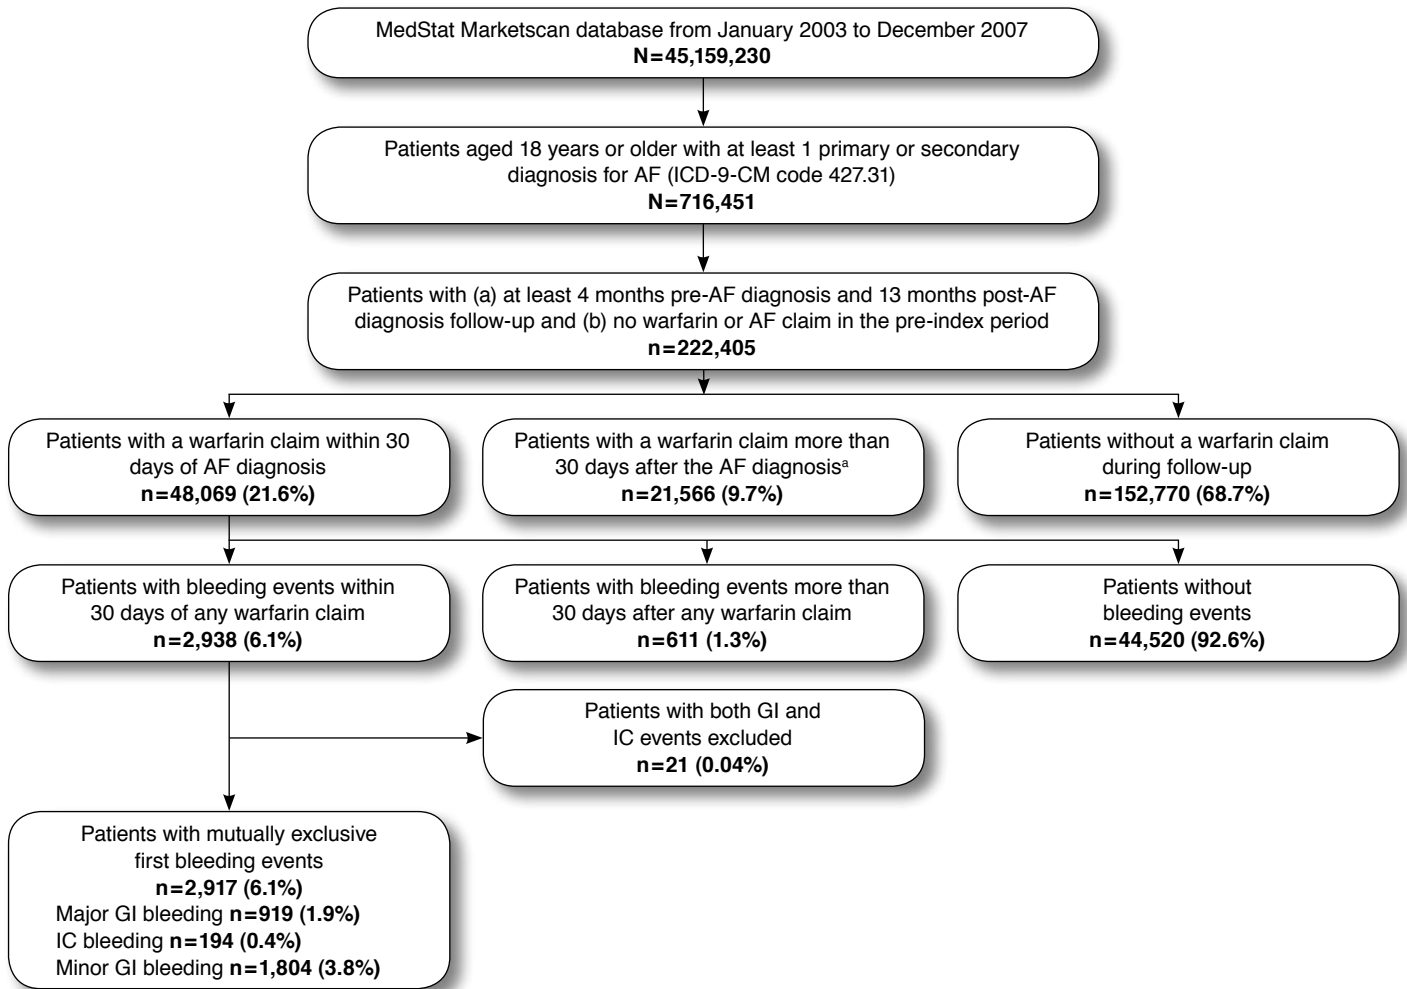 MedStat Marketscan database from January 2003 to December 2007
N=45,159,230
Patients aged 18 years or older with at least 1 primary or secondary
diagnosis for AF (ICD-9-CM code 427.31)
N=716,451
Patients with (a) at least 4 months pre-AF diagnosis and 13 months post-AF
diagnosis follow-up and (b) no warfarin or AF claim in the pre-index period
n=222,405
Patients with a warfarin claim within 30
days of AF diagnosis
n=48,069 (21.6%)
Patients with a warfarin claim more than
30 days after the AF diagnosisᵃ
n=21,566 (9.7%)
Patients without a warfarin claim
during follow-up
n=152,770 (68.7%)
Patients with bleeding events within
30 days of any warfarin claim
n=2,938 (6.1%)
Patients with bleeding events more than
30 days after any warfarin claim
n=611 (1.3%)
Patients without
bleeding events
n=44,520 (92.6%)
Patients with both GI and
IC events excluded
n=21 (0.04%)
Patients with mutually exclusive
first bleeding events
n=2,917 (6.1%)
Major GI bleeding n=919 (1.9%)
IC bleeding n=194 (0.4%)
Minor GI bleeding n=1,804 (3.8%)